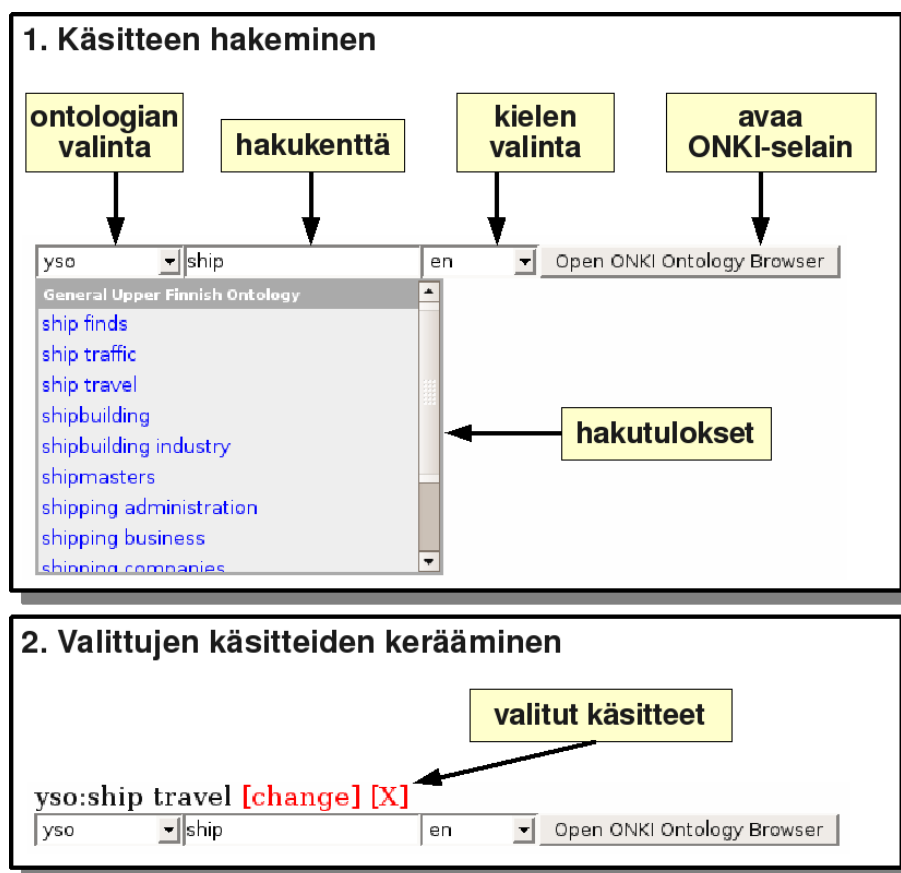 1. Käsitteen hakeminen
ontologian
valinta
hakukenttä
kielen
valinta
avaa
ONKI-selain
yso ship en Open ONKI Ontology Browser
General Upper Finnish Ontology
ship finds
ship traffic
ship travel
shipbuilding
shipbuilding industry
shipmasters
shipping administration
shipping business
shipping companies
hakutulokset
2. Valittujen käsitteiden kerääminen
valitut käsitteet
yso:ship travel [change] [X]
yso ship en Open ONKI Ontology Browser